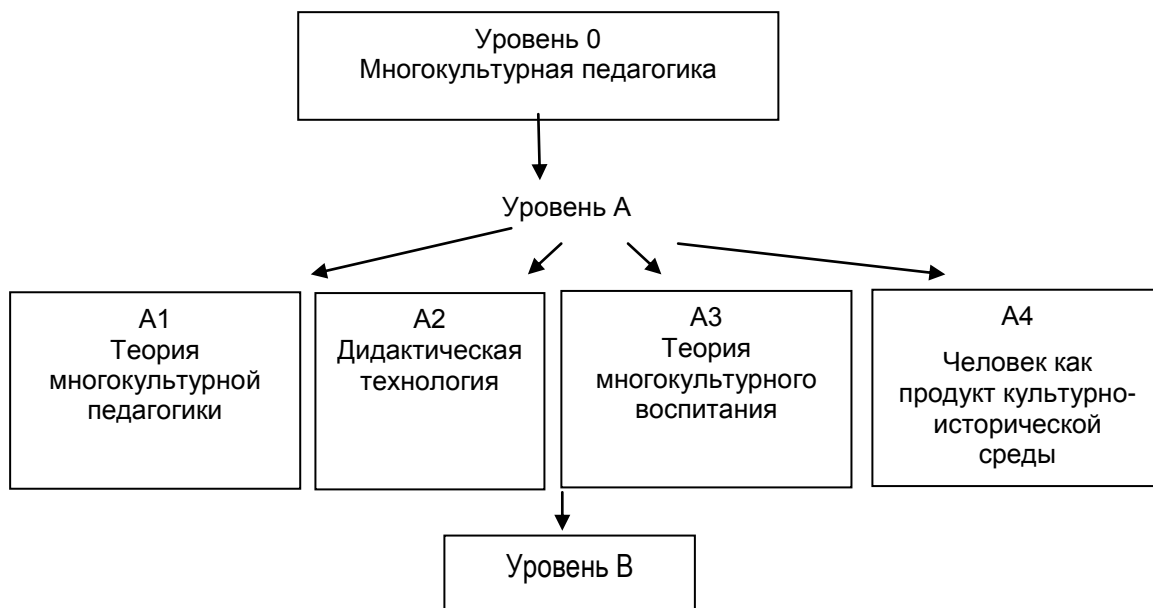 Уровень 0
Многокультурная педагогика
Уровень А
А1
Теория
многокультурной
педагогики
А2
Дидактическая
технология
А3
Теория
многокультурного
воспитания
А4
Человек как
продукт культурно-
исторической
среды
Уровень В